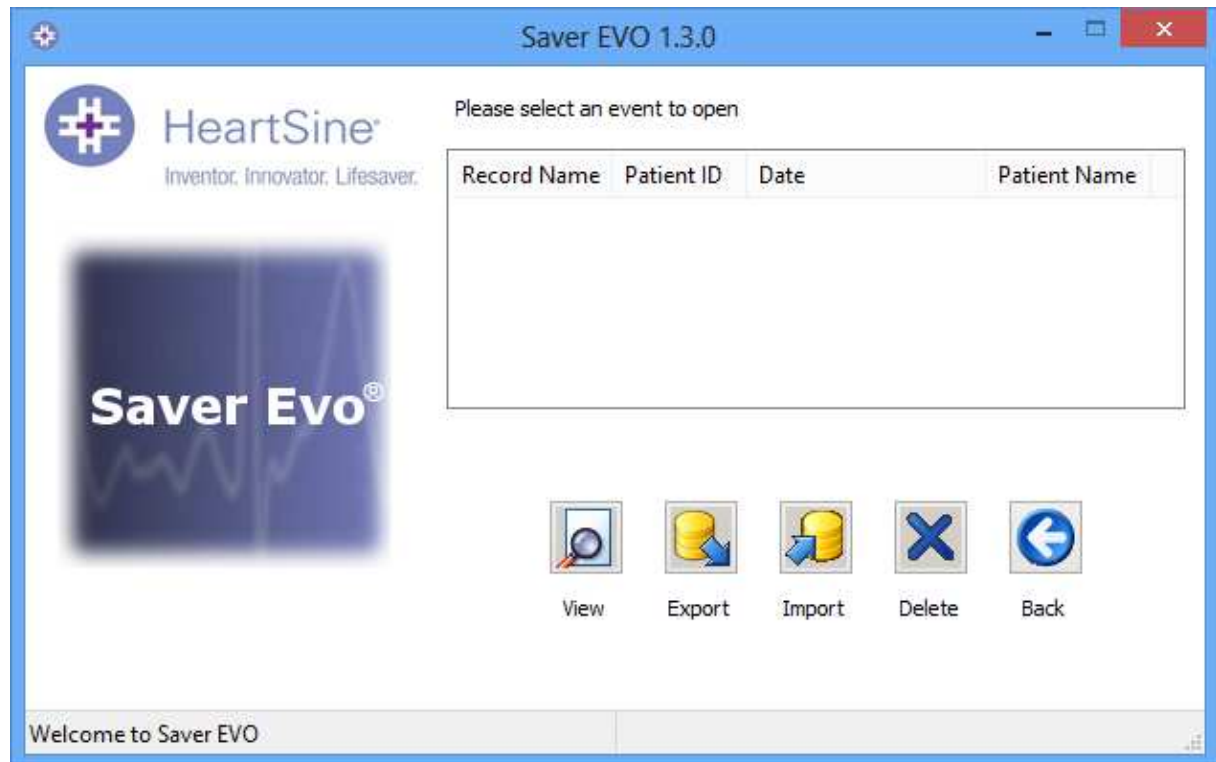 Saver EVO 1.3.0
HeartSine
Inventor. Innovator. Lifesaver.
Saver Evo®
Please select an event to open
Record Name Patient ID Date Patient Name
View Export Import Delete Back
Welcome to Saver EVO